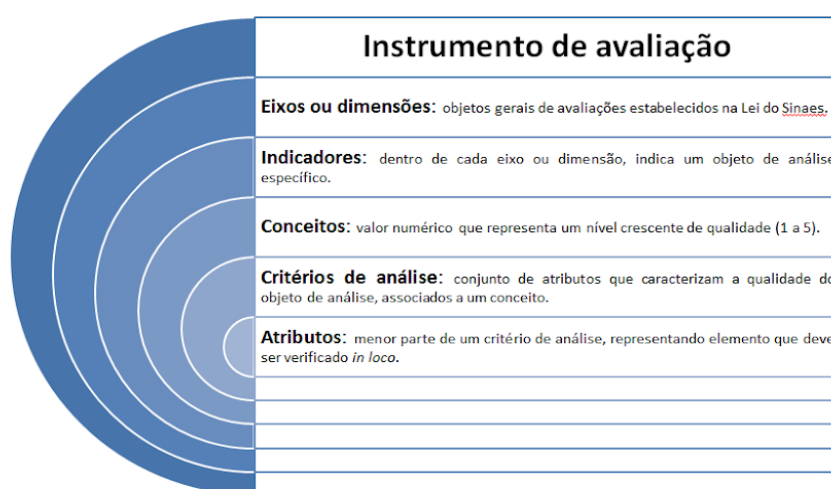 Instrumento de avaliação
Eixos ou dimensões: objetos gerais de avaliações estabelecidos na Lei do Sinaes.
Indicadores: dentro de cada eixo ou dimensão, indica um objeto de análise
específico.
Conceitos: valor numérico que representa um nível crescente de qualidade (1 a 5).
Critérios de análise: conjunto de atributos que caracterizam a qualidade do
objeto de análise, associados a um conceito.
Atributos: menor parte de um critério de análise, representando elemento que deve
ser verificado in loco.